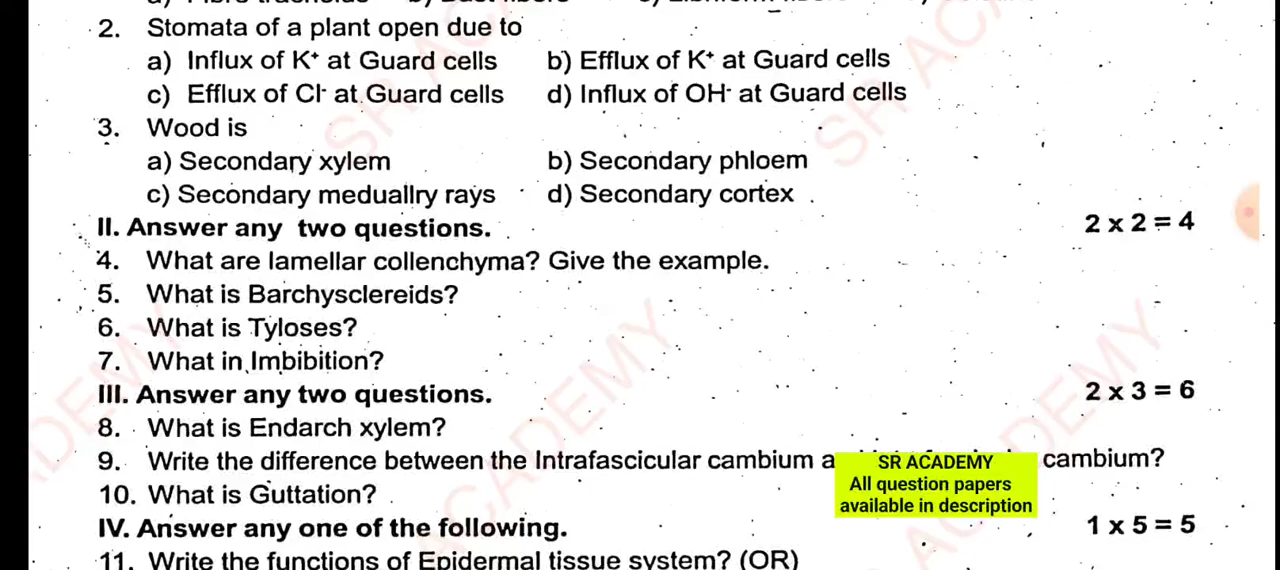 2. Stomata of a plant open due to
a) Influx of K⁺ at Guard cells b) Efflux of K⁺ at Guard cells
c) Efflux of Cl⁻ at Guard cells d) Influx of OH⁻ at Guard cells
3. Wood is
a) Secondary xylem b) Secondary phloem
c) Secondary meduallry rays d) Secondary cortex
II. Answer any two questions. 2 x 2 = 4
4. What are lamellar collenchyma? Give the example.
5. What is Barchysclereids?
6. What is Tyloses?
7. What in Imbibition?
III. Answer any two questions. 2 x 3 = 6
8. What is Endarch xylem?
9. Write the difference between the Intrafascicular cambium cambium?
SR ACADEMY
All question papers
available in description
10. What is Guttation?
IV. Answer any one of the following. 1 x 5 = 5
11. Write the functions of Epidermal tissue system? (OR)